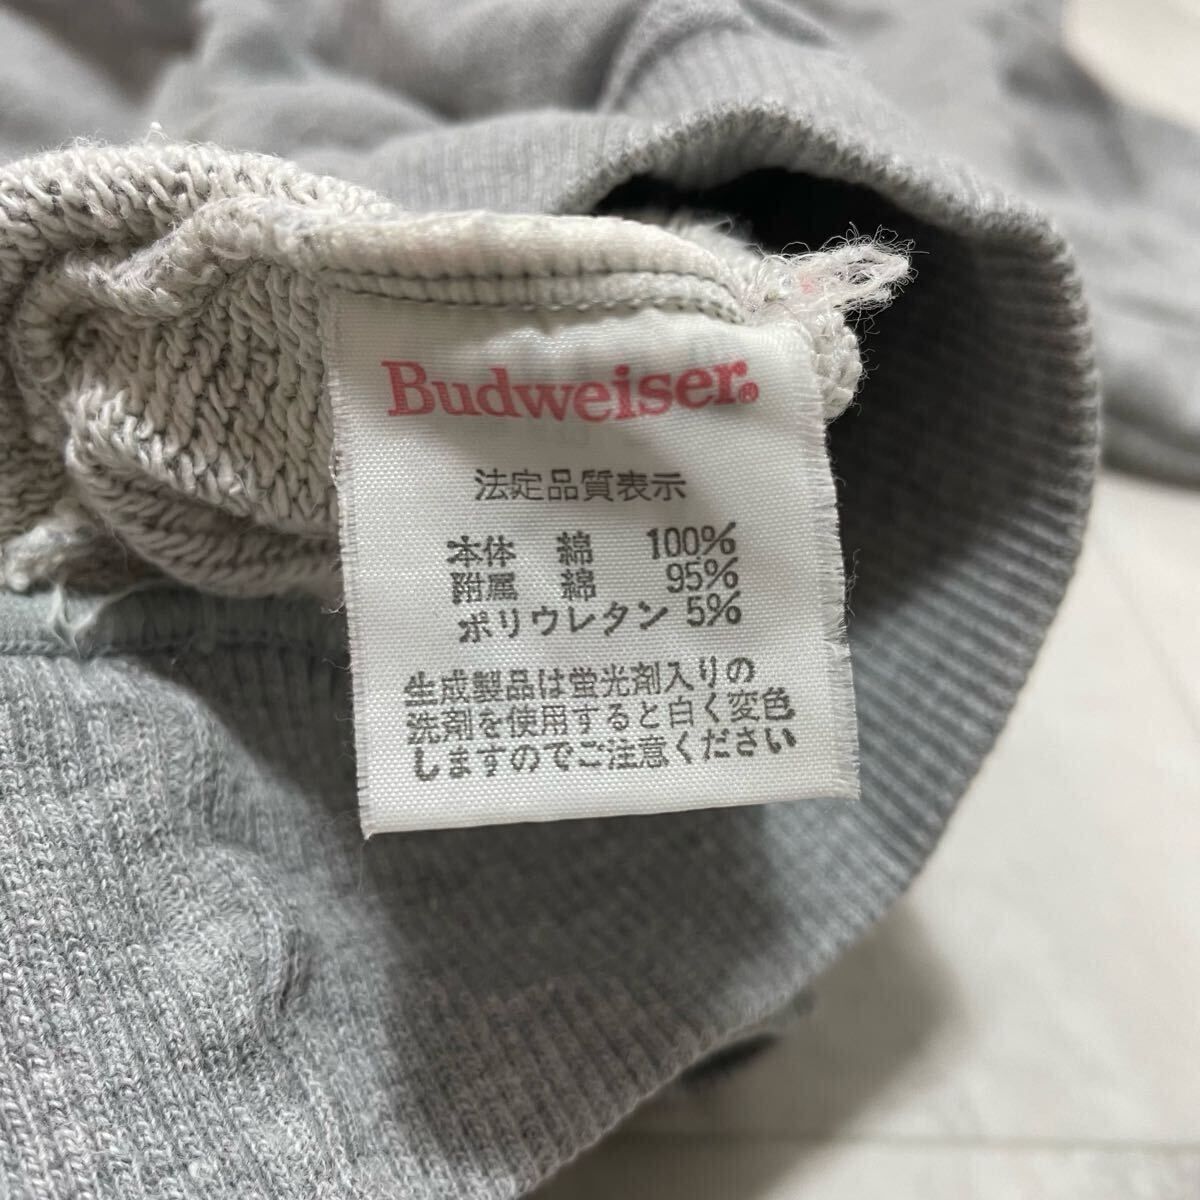 Budweiser®
法定品質表示
本体 綿 100%
附属 綿 95%
ポリウレタン 5%
生成製品は蛍光剤入りの
洗剤を使用すると白く変色
しますのでご注意ください